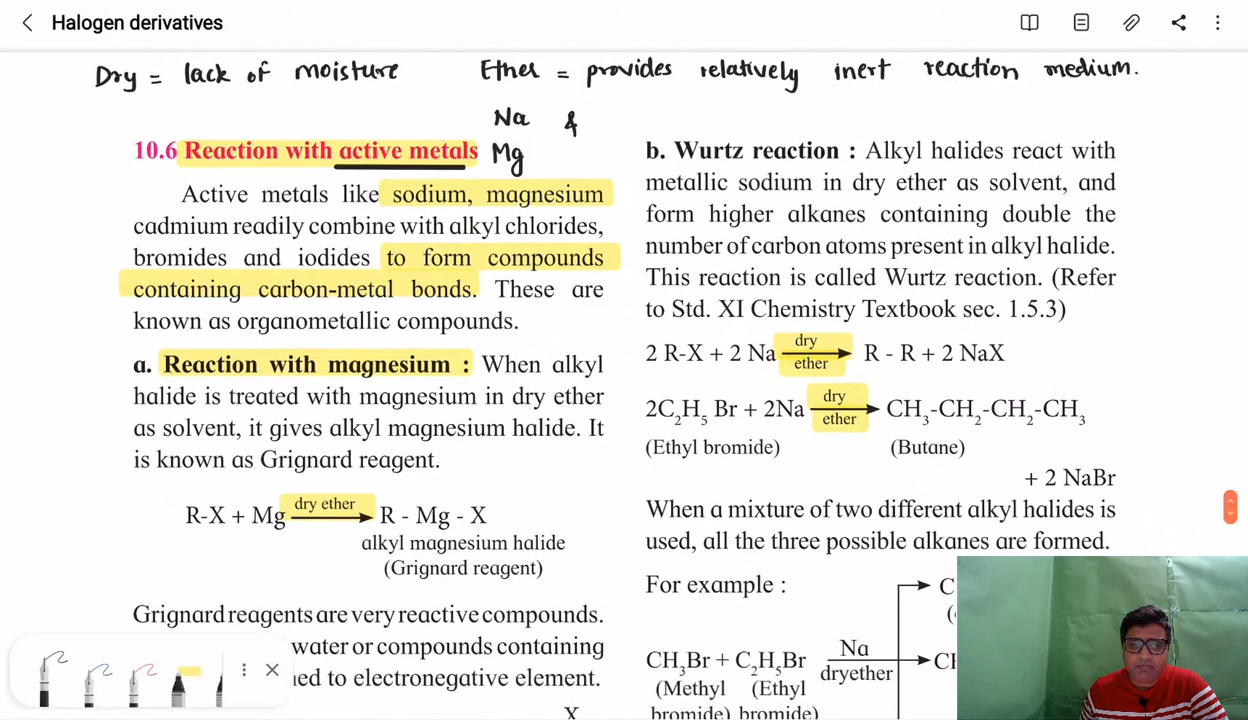 Halogen derivatives
Dry = lack of moisture Ether = provides relatively inert reaction medium.
Na &
Mg
10.6 Reaction with active metals
Active metals like sodium, magnesium
cadmium readily combine with alkyl chlorides,
bromides and iodides to form compounds
containing carbon-metal bonds. These are
known as organometallic compounds.
a. Reaction with magnesium : When alkyl
halide is treated with magnesium in dry ether
as solvent, it gives alkyl magnesium halide. It
is known as Grignard reagent.
dry ether
R-X + Mg ⟶ R - Mg - X
alkyl magnesium halide
(Grignard reagent)
Grignard reagents are very reactive compounds.
water or compounds containing
to electronegative element.
X
b. Wurtz reaction : Alkyl halides react with
metallic sodium in dry ether as solvent, and
form higher alkanes containing double the
number of carbon atoms present in alkyl halide.
This reaction is called Wurtz reaction. (Refer
to Std. XI Chemistry Textbook sec. 1.5.3)
dry
2 R-X + 2 Na ⟶ R - R + 2 NaX
ether
dry
2C₂H₅ Br + 2Na ⟶ CH₃-CH₂-CH₂-CH₃
ether
(Ethyl bromide) (Butane)
+ 2 NaBr
When a mixture of two different alkyl halides is
used, all the three possible alkanes are formed.
For example :
Na
CH₃Br + C₂H₅Br ⟶
dryether
(Methyl (Ethyl
bromide) bromide)